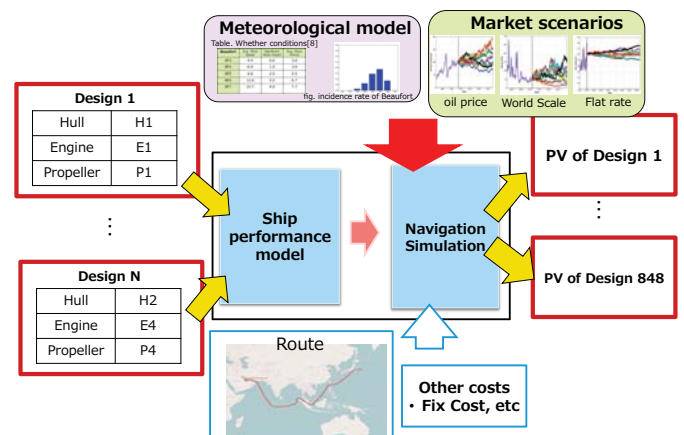 Meteorological model
Table. Whether conditions[8]
Beaufort
fig. incidence rate of Beaufort
Market scenarios
oil price
World Scale
Flat rate
Design 1
Hull H1
Engine E1
Propeller P1
⋮
Design N
Hull H2
Engine E4
Propeller P4
Ship
performance
model
Navigation
Simulation
PV of Design 1
⋮
PV of Design 848
Route
Other costs
・ Fix Cost, etc